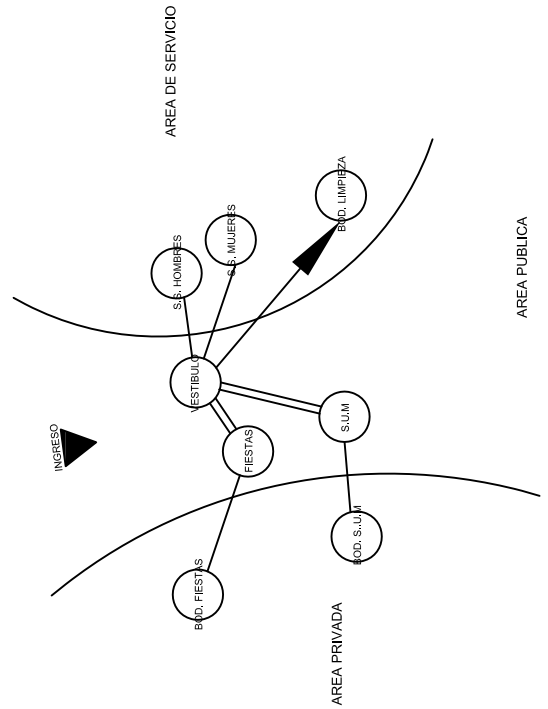 AREA DE SERVICIO
BOD. LIMPIEZA
S.S. MUJERES
S.S. HOMBRES
AREA PUBLICA
VESTIBULO
S.U.M
INGRESO
FIESTAS
BOD. S..U.M
BOD. FIESTAS
AREA PRIVADA